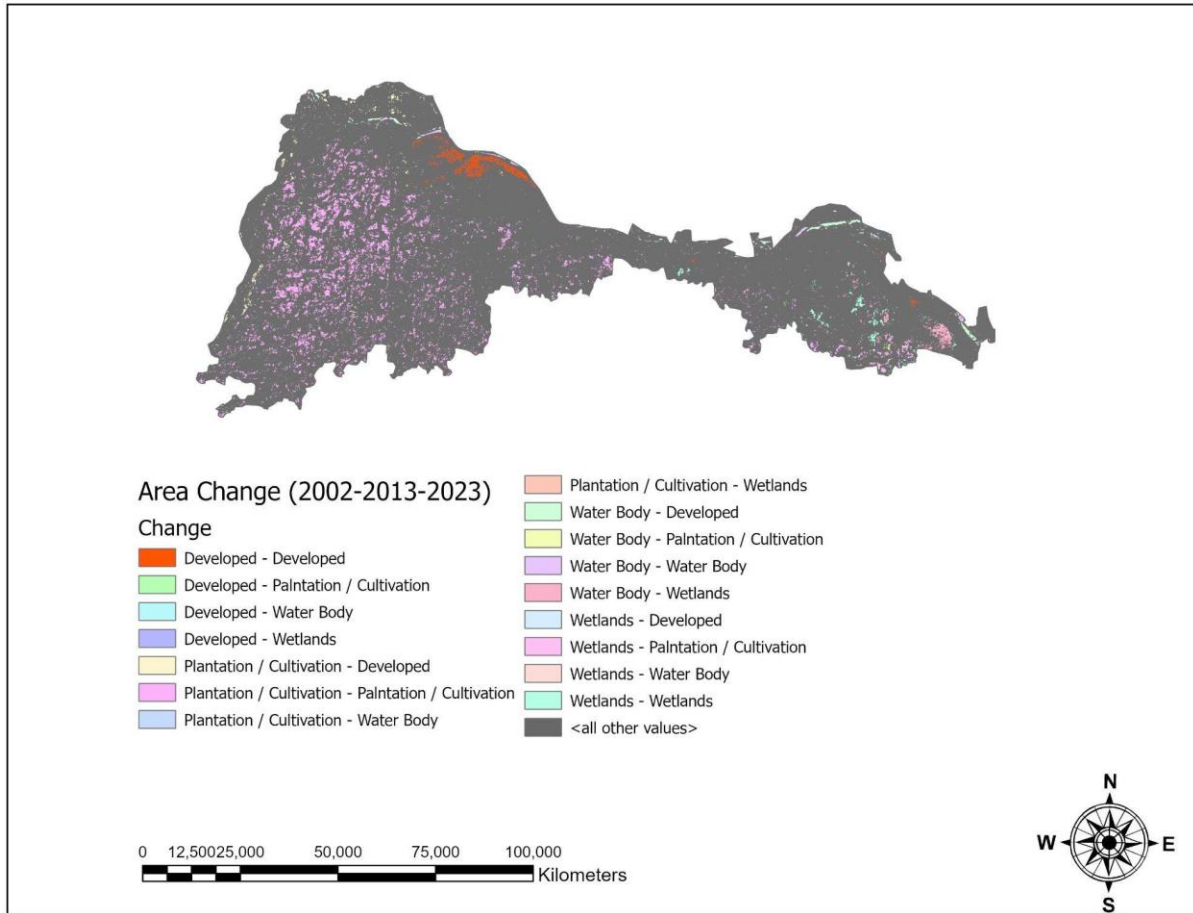 Area Change (2002-2013-2023)
Change
Developed - Developed
Developed - Palntation / Cultivation
Developed - Water Body
Developed - Wetlands
Plantation / Cultivation - Developed
Plantation / Cultivation - Palntation / Cultivation
Plantation / Cultivation - Water Body
Plantation / Cultivation - Wetlands
Water Body - Developed
Water Body - Palntation / Cultivation
Water Body - Water Body
Water Body - Wetlands
Wetlands - Developed
Wetlands - Palntation / Cultivation
Wetlands - Water Body
Wetlands - Wetlands
<all other values>
0 12,50025,000 50,000 75,000 100,000
Kilometers
N
W E
S